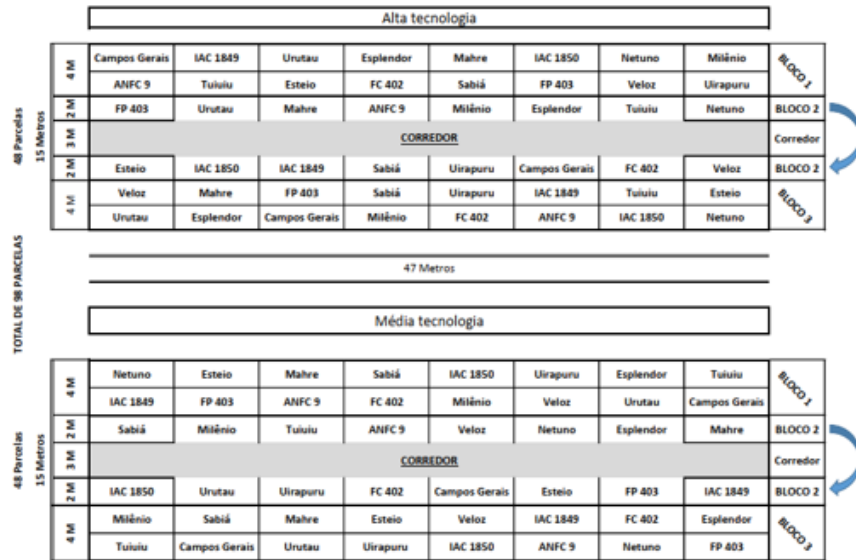 Alta tecnologia
4 M Campos Gerais IAC 1849 Urutau Esplendor Mahre IAC 1850 Netuno Milênio BLOCO 1
ANFC 9 Tuiuiu Esteio FC 402 Sabiá FP 403 Veloz Uirapuru
2 M FP 403 Urutau Mahre ANFC 9 Milênio Esplendor Tuiuiu Netuno BLOCO 2
48 Parcelas
15 Metros
3 M CORREDOR Corredor
2 M Esteio IAC 1850 IAC 1849 Sabiá Uirapuru Campos Gerais FC 402 Veloz BLOCO 2
4 M Veloz Mahre FP 403 Sabiá Uirapuru IAC 1849 Tuiuiu Esteio BLOCO 3
Urutau Esplendor Campos Gerais Milênio FC 402 ANFC 9 IAC 1850 Netuno
TOTAL DE 98 PARCELAS
47 Metros
Média tecnologia
4 M Netuno Esteio Mahre Sabiá IAC 1850 Uirapuru Esplendor Tuiuiu BLOCO 1
IAC 1849 FP 403 ANFC 9 FC 402 Milênio Veloz Urutau Campos Gerais
2 M Sabiá Milênio Tuiuiu ANFC 9 Veloz Netuno Esplendor Mahre BLOCO 2
48 Parcelas
15 Metros
3 M CORREDOR Corredor
2 M IAC 1850 Urutau Uirapuru FC 402 Campos Gerais Esteio FP 403 IAC 1849 BLOCO 2
4 M Milênio Sabiá Mahre Esteio Veloz IAC 1849 FC 402 Esplendor BLOCO 3
Tuiuiu Campos Gerais Urutau Uirapuru IAC 1850 ANFC 9 Netuno FP 403